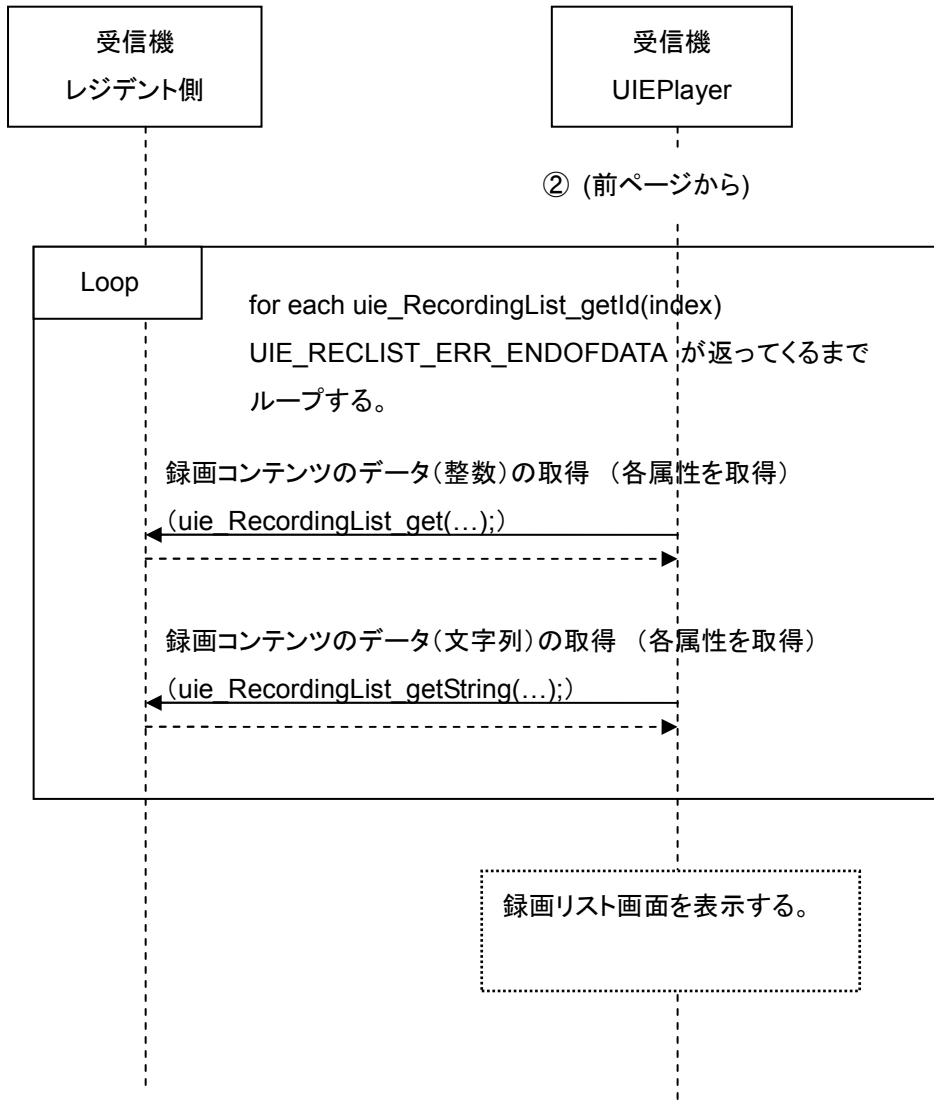 受信機
レジデント側
受信機
UIEPlayer
② (前ページから)
Loop
for each uie_RecordingList_getId(index)
UIE_RECLIST_ERR_ENDOFDATA が返ってくるまで
ループする。
録画コンテンツのデータ（整数）の取得 （各属性を取得）
（uie_RecordingList_get(…);）
録画コンテンツのデータ（文字列）の取得 （各属性を取得）
（uie_RecordingList_getString(…);）
録画リスト画面を表示する。